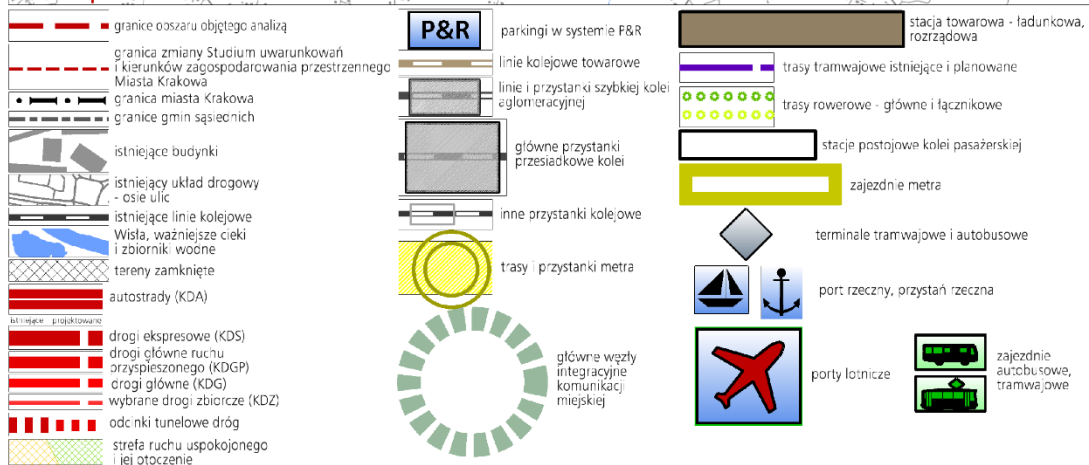 granice obszaru objętego analizą
granica zmiany Studium uwarunkowań
i kierunków zagospodarowania przestrzennego
Miasta Krakowa
granica miasta Krakowa
granice gmin sąsiednich
istniejące budynki
istniejący układ drogowy
- osie ulic
istniejące linie kolejowe
Wisła, ważniejsze cieki
i zbiorniki wodne
tereny zamknięte
autostrady (KDA)
istniejące projektowane
drogi ekspresowe (KDS)
drogi główne ruchu
przyspieszonego (KDGP)
drogi główne (KDG)
wybrane drogi zbiorcze (KDZ)
odcinki tunelowe dróg
strefa ruchu uspokojonego
i jej otoczenie
P&R
parkingi w systemie P&R
linie kolejowe towarowe
linie i przystanki szybkiej kolei
aglomeracyjnej
główne przystanki
przesiadkowe kolei
inne przystanki kolejowe
trasy i przystanki metra
główne węzły
integracyjne
komunikacji
miejskiej
stacja towarowa - ładunkowa,
rozrządowa
trasy tramwajowe istniejące i planowane
trasy rowerowe - główne i łącznikowe
stacje postojowe kolei pasażerskiej
zajezdnie metra
terminale tramwajowe i autobusowe
port rzeczny, przystań rzeczna
porty lotnicze
zajezdnie
autobusowe,
tramwajowe